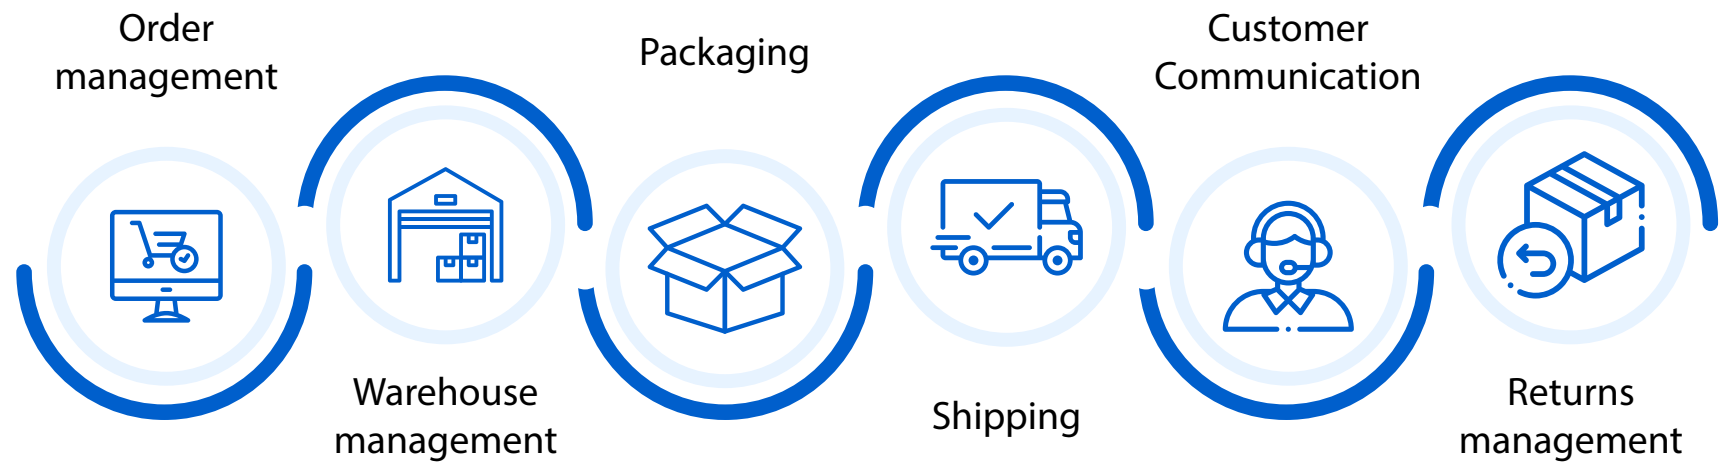 Order
management
Warehouse
management
Packaging
Shipping
Customer
Communication
Returns
management